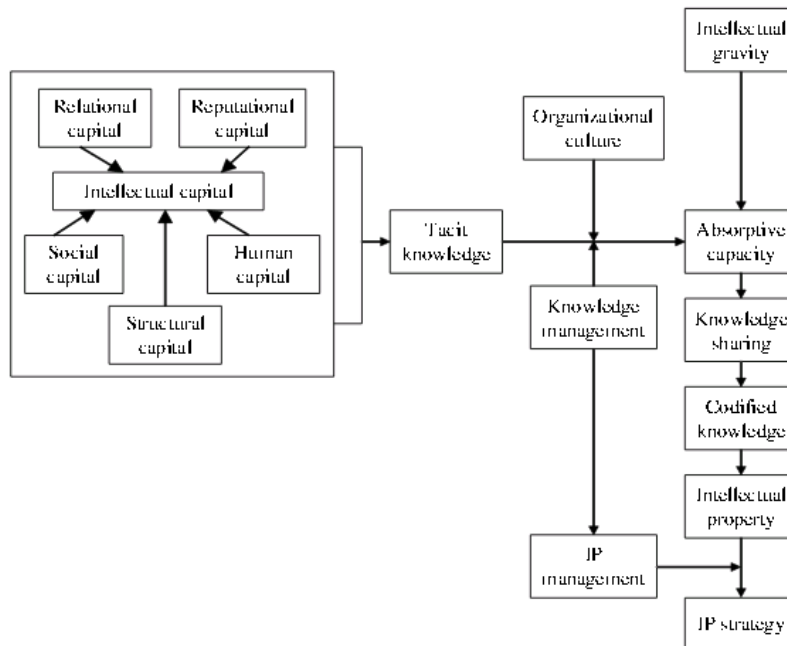 Intellectual
gravity
Relational
capital
Reputational
capital
Organizational
culture
Intellectual capital
Social
capital
Human
capital
Structural
capital
Tacit
knowledge
Absorptive
capacity
Knowledge
management
Knowledge
sharing
Codified
knowledge
Intellectual
property
IP
management
IP strategy